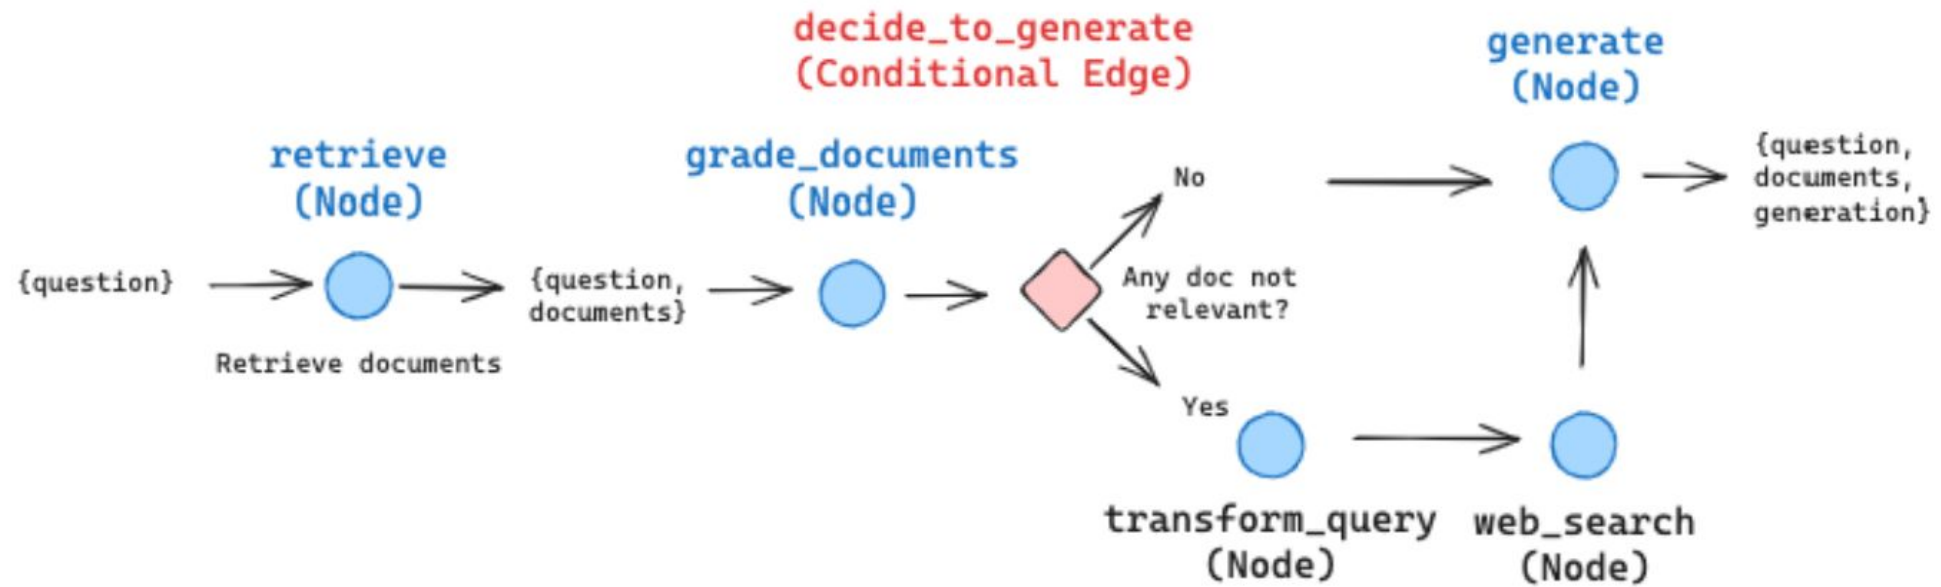 decide_to_generate
(Conditional Edge)
generate
(Node)
retrieve
(Node)
grade_documents
(Node)
No
{question,
documents,
generation}
{question}
{question,
documents}
Any doc not
relevant?
Retrieve documents
Yes
transform_query
(Node)
web_search
(Node)